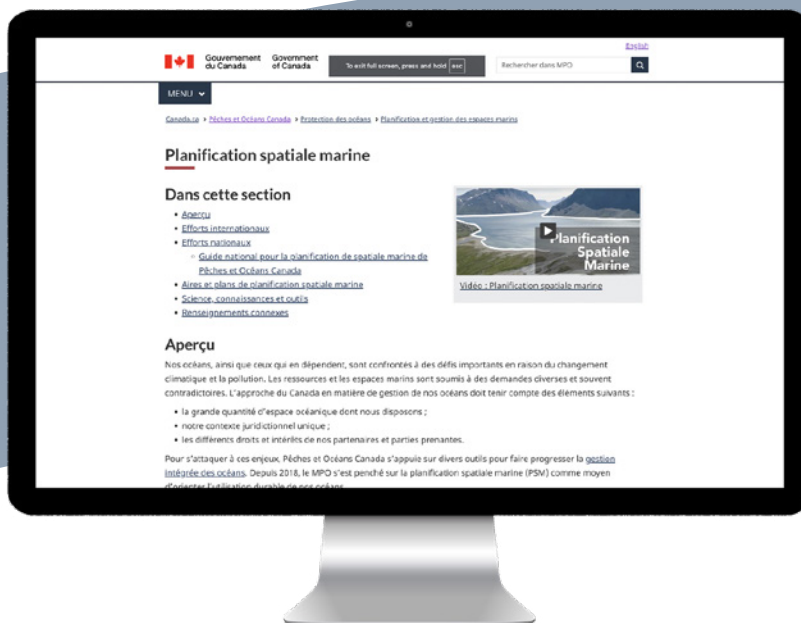 English
Gouvernement du Canada
Government of Canada
To exit full screen, press and hold esc
Rechercher dans MPO
MENU
Canada.ca > Pêches et Océans Canada > Protection des océans > Planification et gestion des espaces marins
Planification spatiale marine
Dans cette section
• Aperçu
• Efforts internationaux
• Efforts nationaux
◦ Guide national pour la planification de spatiale marine de
Pêches et Océans Canada
• Aires et plans de planification spatiale marine
• Science, connaissances et outils
• Renseignements connexes
Planification
Spatiale
Marine
Vidéo : Planification spatiale marine
Aperçu
Nos océans, ainsi que ceux qui en dépendent, sont confrontés à des défis importants en raison du changement
climatique et la pollution. Les ressources et les espaces marins sont soumis à des demandes diverses et souvent
contradictoires. L'approche du Canada en matière de gestion de nos océans doit tenir compte des éléments suivants :
• la grande quantité d'espace océanique dont nous disposons ;
• notre contexte juridictionnel unique ;
• les différents droits et intérêts de nos partenaires et parties prenantes.
Pour s'attaquer à ces enjeux, Pêches et Océans Canada s'appuie sur divers outils pour faire progresser la gestion
intégrée des océans. Depuis 2018, le MPO s'est penché sur la planification spatiale marine (PSM) comme moyen
d'orienter l'utilisation durable de nos océans.